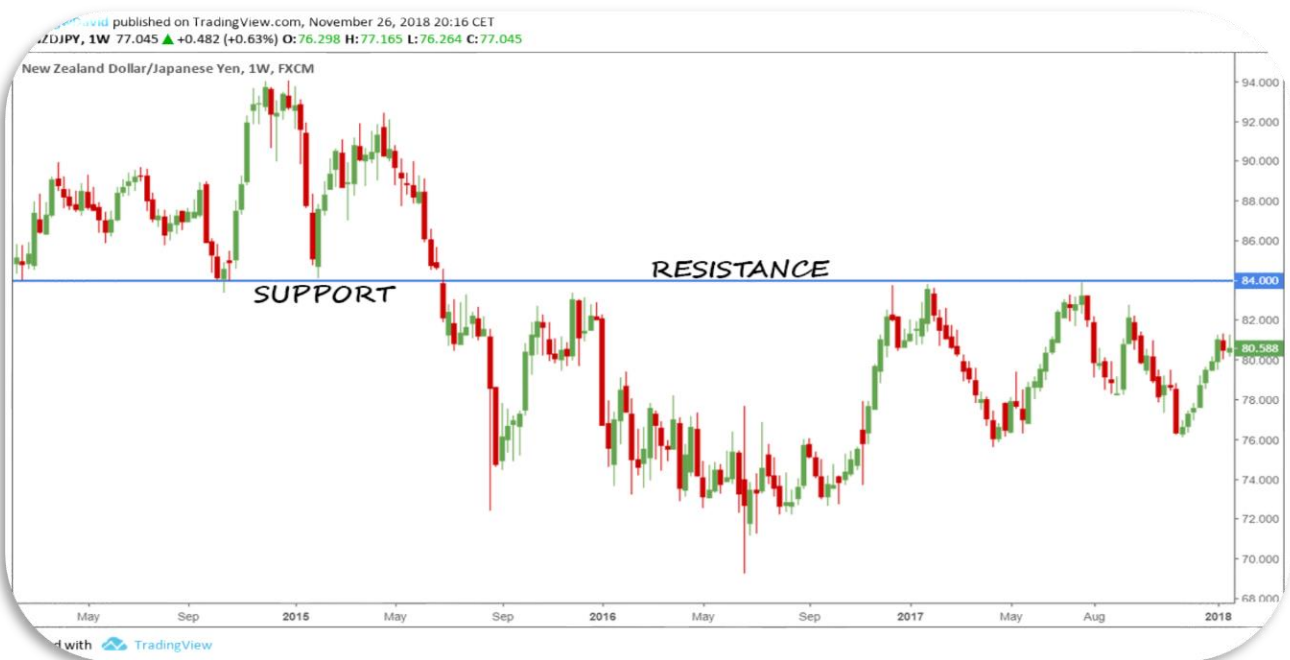 published on TradingView.com, November 26, 2018 20:16 CET
ZDJPY, 1W 77.045 ▲ +0.482 (+0.63%) O:76.298 H:77.165 L:76.264 C:77.045
New Zealand Dollar/Japanese Yen, 1W, FXCM
94.000
92.000
90.000
88.000
86.000
RESISTANCE
84.000
SUPPORT
82.000
80.588
80.000
78.000
76.000
74.000
72.000
70.000
68.000
May Sep 2015 May Sep 2016 May Sep 2017 May Aug 2018
with TradingView